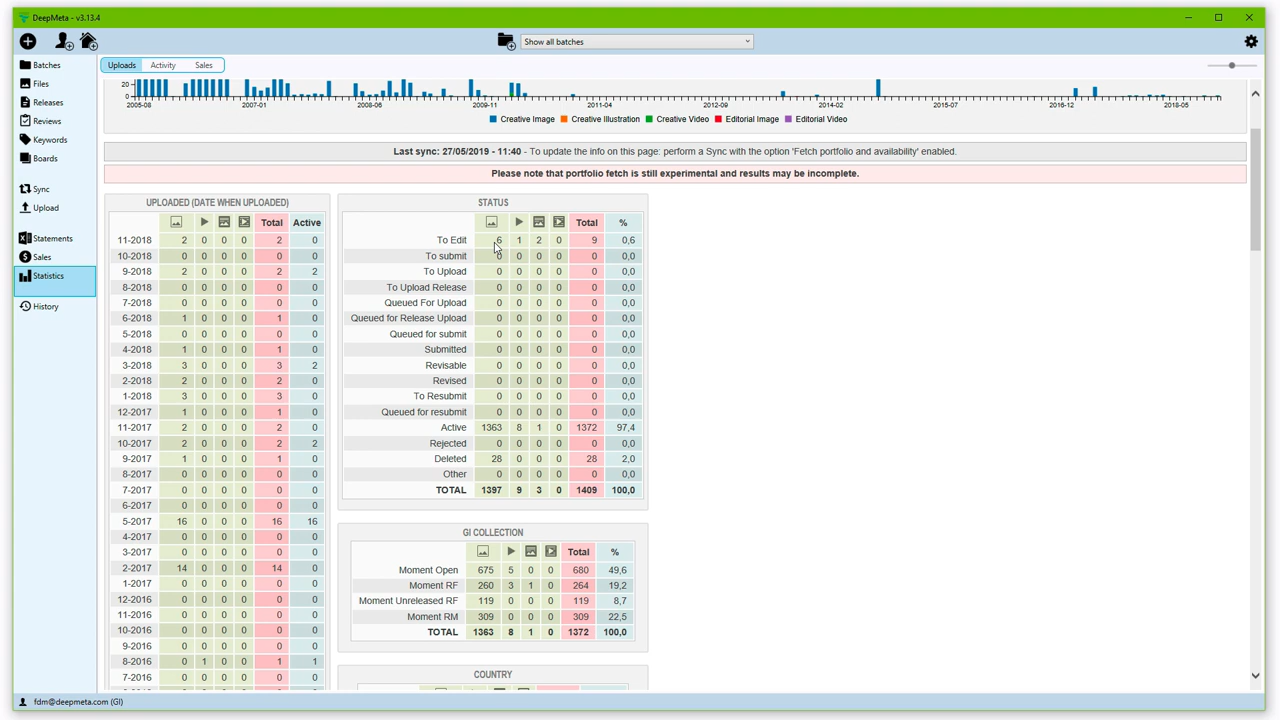 DeepMeta - v3.13.4
Show all batches
Batches
Files
Releases
Reviews
Keywords
Boards
Sync
Upload
Statements
Sales
Statistics
History
Uploads Activity Sales
20
0
2005-08 2007-01 2008-06 2009-11 2011-04 2012-09 2014-02 2015-07 2016-12 2018-05
Creative Image Creative Illustration Creative Video Editorial Image Editorial Video
Last sync: 27/05/2019 - 11:40 - To update the info on this page: perform a Sync with the option 'Fetch portfolio and availability' enabled.
Please note that portfolio fetch is still experimental and results may be incomplete.
UPLOADED (DATE WHEN UPLOADED)
Total Active
11-2018 2 0 0 0 2 0
10-2018 0 0 0 0 0 0
9-2018 2 0 0 0 2 2
8-2018 0 0 0 0 0 0
7-2018 0 0 0 0 0 0
6-2018 1 0 0 0 1 0
5-2018 0 0 0 0 0 0
4-2018 1 0 0 0 1 0
3-2018 3 0 0 0 3 2
2-2018 2 0 0 0 2 0
1-2018 3 0 0 0 3 0
12-2017 1 0 0 0 1 0
11-2017 2 0 0 0 2 0
10-2017 2 0 0 0 2 2
9-2017 1 0 0 0 1 0
8-2017 0 0 0 0 0 0
7-2017 0 0 0 0 0 0
6-2017 0 0 0 0 0 0
5-2017 16 0 0 0 16 16
4-2017 0 0 0 0 0 0
3-2017 0 0 0 0 0 0
2-2017 14 0 0 0 14 0
1-2017 0 0 0 0 0 0
12-2016 0 0 0 0 0 0
11-2016 0 0 0 0 0 0
10-2016 0 0 0 0 0 0
9-2016 0 0 0 0 0 0
8-2016 0 1 0 0 1 1
7-2016 0 0 0 0 0 0
STATUS
Total %
To Edit 6 1 2 0 9 0,6
To submit 0 0 0 0 0 0,0
To Upload 0 0 0 0 0 0,0
To Upload Release 0 0 0 0 0 0,0
Queued For Upload 0 0 0 0 0 0,0
Queued for Release Upload 0 0 0 0 0 0,0
Queued for submit 0 0 0 0 0 0,0
Submitted 0 0 0 0 0 0,0
Revisable 0 0 0 0 0 0,0
Revised 0 0 0 0 0 0,0
To Resubmit 0 0 0 0 0 0,0
Queued for resubmit 0 0 0 0 0 0,0
Active 1363 8 1 0 1372 97,4
Rejected 0 0 0 0 0 0,0
Deleted 28 0 0 0 28 2,0
Other 0 0 0 0 0 0,0
TOTAL 1397 9 3 0 1409 100,0
GI COLLECTION
Total %
Moment Open 675 5 0 0 680 49,6
Moment RF 260 3 1 0 264 19,2
Moment Unreleased RF 119 0 0 0 119 8,7
Moment RM 309 0 0 0 309 22,5
TOTAL 1363 8 1 0 1372 100,0
COUNTRY
fdm@deepmeta.com (GI)